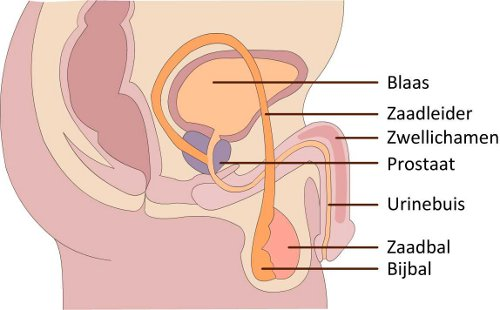 Blaas
Zaadleider
Zwellichamen
Prostaat
Urinebuis
Zaadbal
Bijbal